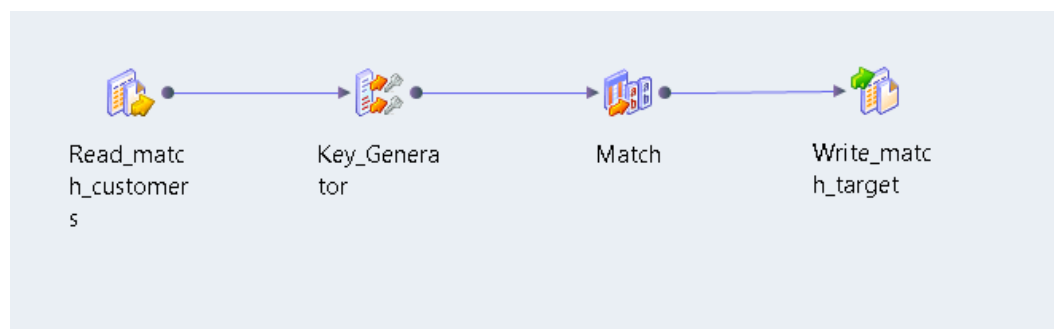 Read_matc
h_customer
s
Key_Genera
tor
Match
Write_matc
h_target